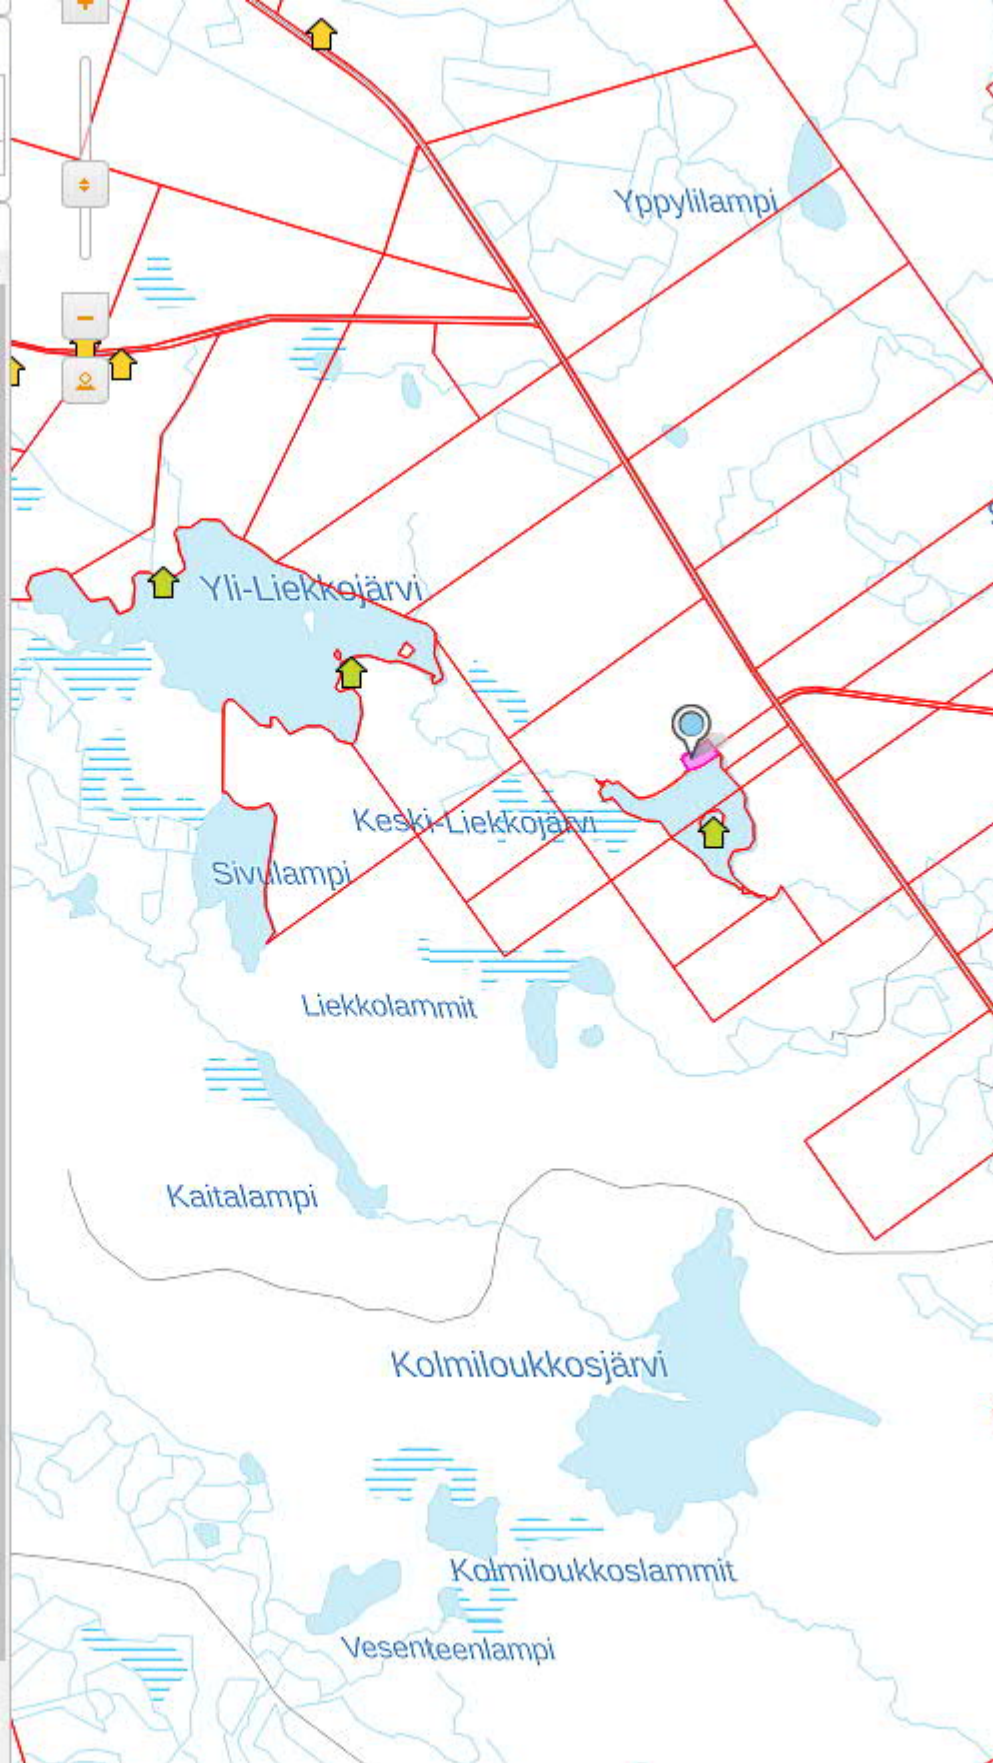 Yppylilampi
Yli-Liekkojärvi
Keski-Liekkojärvi
Sivulampi
Liekkolammit
Kaitalampi
Kolmiloukkosjärvi
Kolmiloukkoslammit
Vesenteenlampi